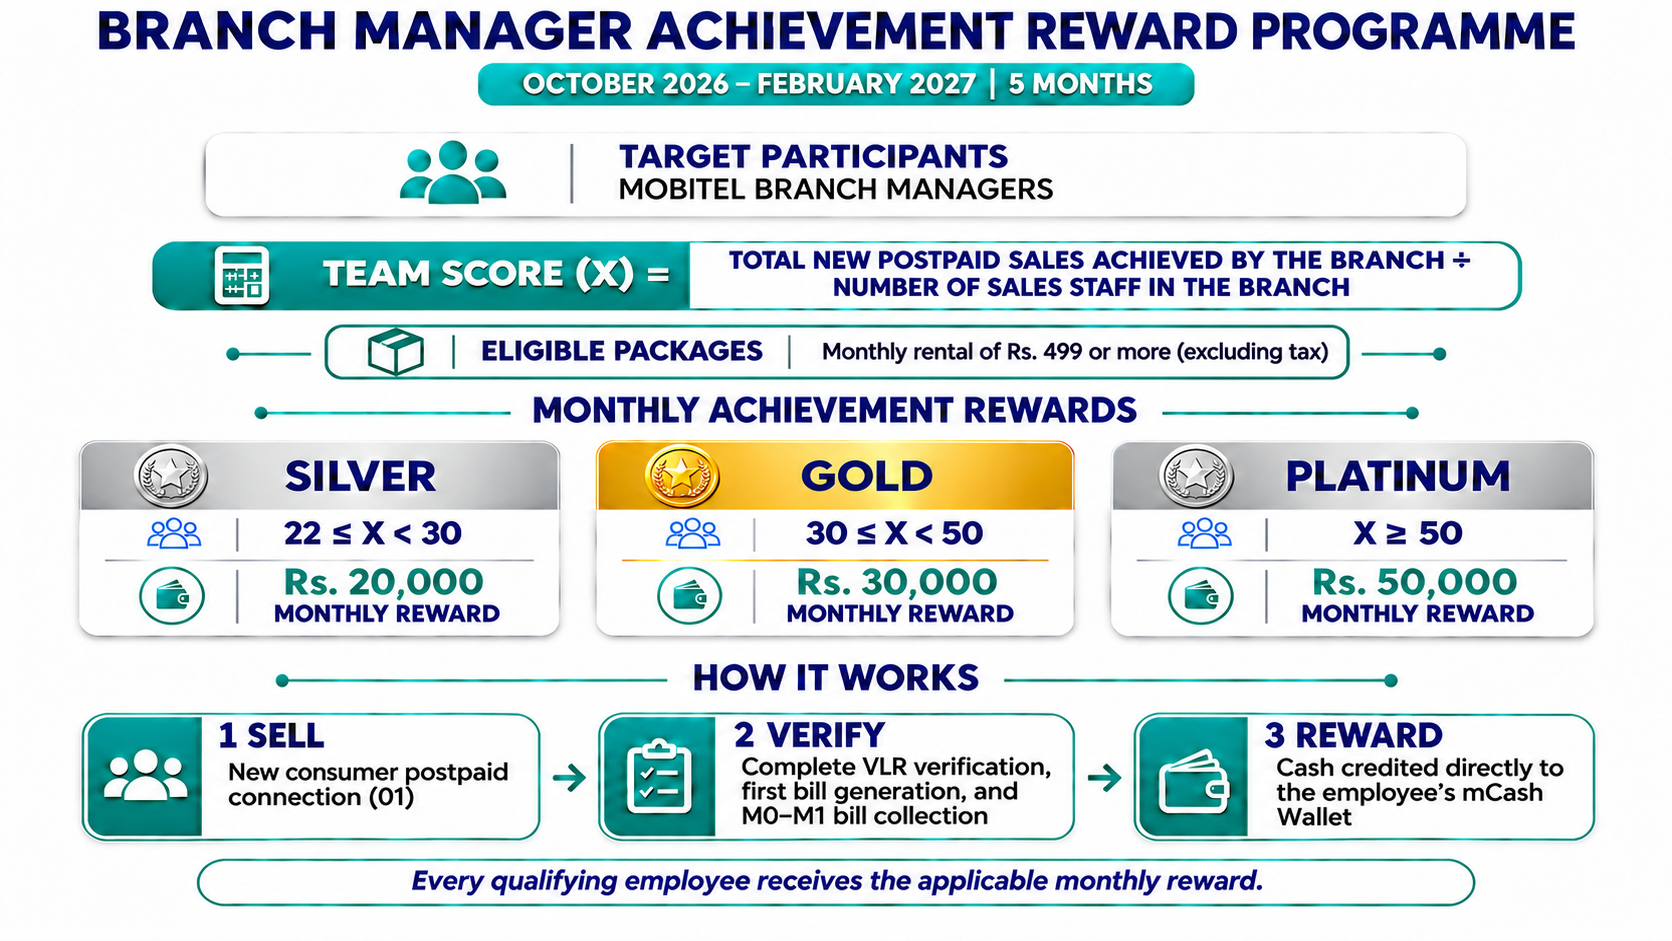 BRANCH MANAGER ACHIEVEMENT REWARD PROGRAMME
OCTOBER 2026 – FEBRUARY 2027 | 5 MONTHS
TARGET PARTICIPANTS
MOBITEL BRANCH MANAGERS
TEAM SCORE (X) =
TOTAL NEW POSTPAID SALES ACHIEVED BY THE BRANCH ÷
NUMBER OF SALES STAFF IN THE BRANCH
ELIGIBLE PACKAGES
Monthly rental of Rs. 499 or more (excluding tax)
MONTHLY ACHIEVEMENT REWARDS
SILVER
22 ≤ X < 30
Rs. 20,000
MONTHLY REWARD
GOLD
30 ≤ X < 50
Rs. 30,000
MONTHLY REWARD
PLATINUM
X ≥ 50
Rs. 50,000
MONTHLY REWARD
HOW IT WORKS
1 SELL
New consumer postpaid
connection (01)
2 VERIFY
Complete VLR verification,
first bill generation, and
M0–M1 bill collection
3 REWARD
Cash credited directly to
the employee's mCash
Wallet
Every qualifying employee receives the applicable monthly reward.